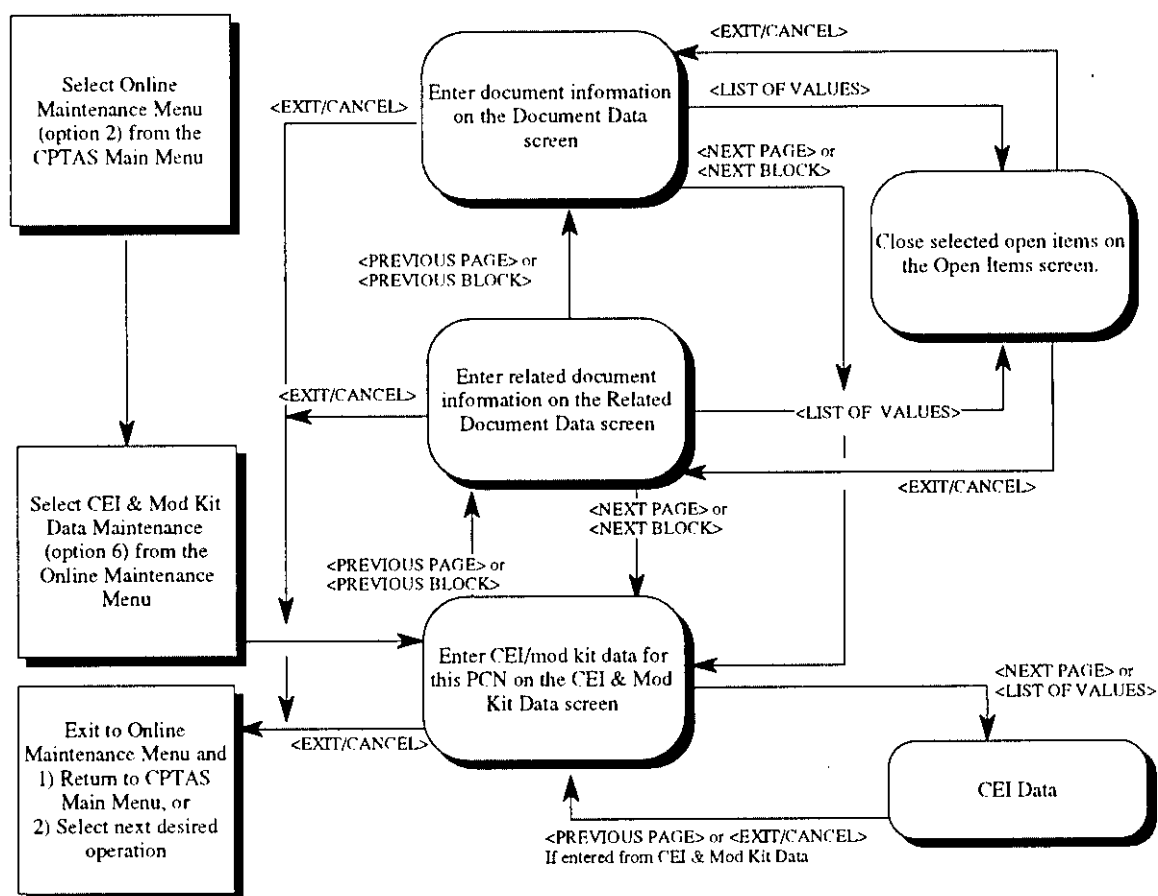 Select Online
Maintenance Menu
(option 2) from the
CPTAS Main Menu
<EXIT/CANCEL>
Enter document information
on the Document Data
screen
<EXIT/CANCEL>
<LIST OF VALUES>
<NEXT PAGE> or
<NEXT BLOCK>
Close selected open items on
the Open Items screen.
<PREVIOUS PAGE> or
<PREVIOUS BLOCK>
Enter related document
information on the Related
Document Data screen
<EXIT/CANCEL>
<LIST OF VALUES>
<EXIT/CANCEL>
Select CEI & Mod Kit
Data Maintenance
(option 6) from the
Online Maintenance
Menu
<NEXT PAGE> or
<NEXT BLOCK>
<PREVIOUS PAGE> or
<PREVIOUS BLOCK>
Enter CEI/mod kit data for
this PCN on the CEI & Mod
Kit Data screen
<NEXT PAGE> or
<LIST OF VALUES>
Exit to Online
Maintenance Menu and
1) Return to CPTAS
Main Menu, or
2) Select next desired
operation
<EXIT/CANCEL>
CEI Data
<PREVIOUS PAGE> or <EXIT/CANCEL>
If entered from CEI & Mod Kit Data